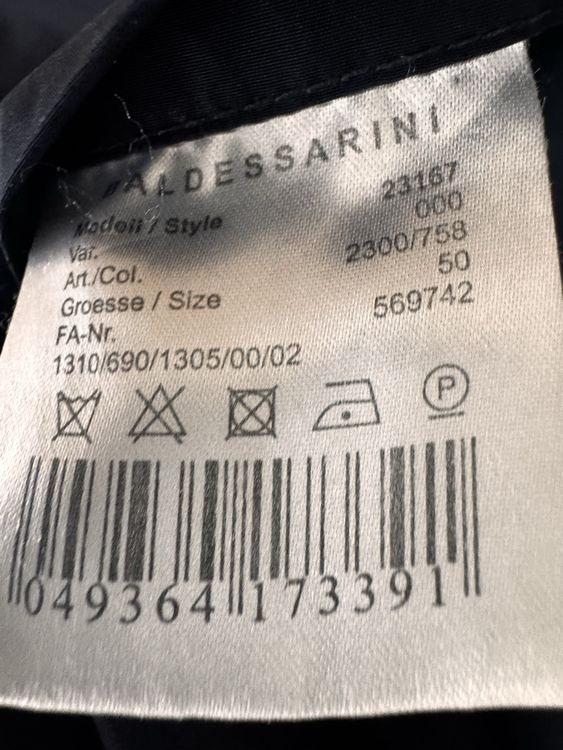 BALDESSARINI
Modell / Style 23167
Var. 000
Art./Col. 2300/758
Groesse / Size 50
FA-Nr. 569742
1310/690/1305/00/02
P
049364 173391